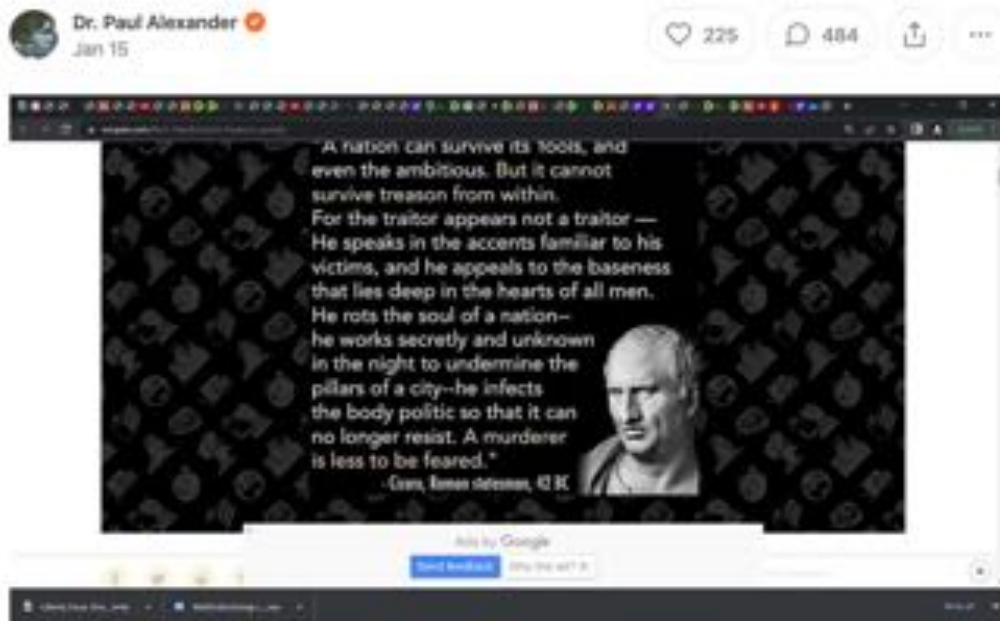 Dr. Paul Alexander
Jan 15
225
484
"A nation can survive its fools, and
even the ambitious. But it cannot
survive treason from within.
For the traitor appears not a traitor —
He speaks in the accents familiar to his
victims, and he appeals to the baseness
that lies deep in the hearts of all men.
He rots the soul of a nation--
he works secretly and unknown
in the night to undermine the
pillars of a city--he infects
the body politic so that it can
no longer resist. A murderer
is less to be feared."
-Cicero, Roman statesman, 42 BC
Ads by Google
Send feedback
Why this ad?